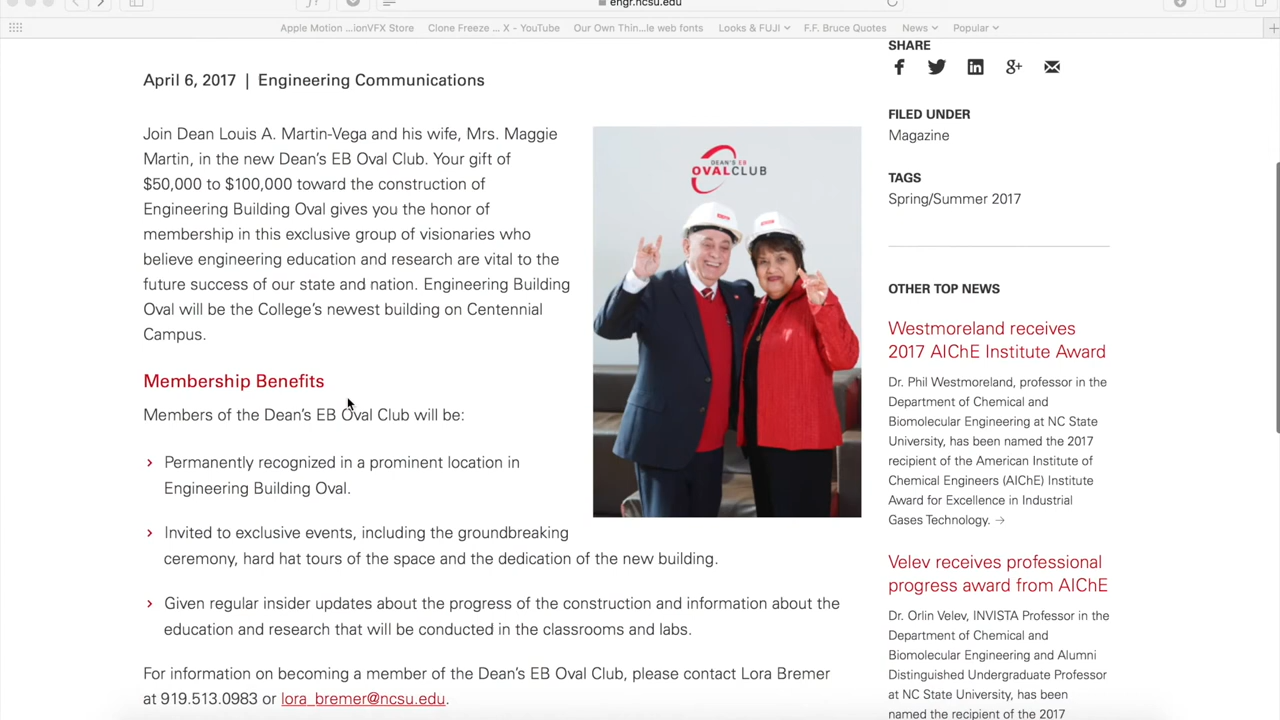 engr.ncsu.edu
Apple Motion ...ionVFX Store
Clone Freeze ... X - YouTube
Our Own Thin...le web fonts
Looks & FUJI
F.F. Bruce Quotes
News
Popular
April 6, 2017 | Engineering Communications
Join Dean Louis A. Martin-Vega and his wife, Mrs. Maggie
Martin, in the new Dean's EB Oval Club. Your gift of
$50,000 to $100,000 toward the construction of
Engineering Building Oval gives you the honor of
membership in this exclusive group of visionaries who
believe engineering education and research are vital to the
future success of our state and nation. Engineering Building
Oval will be the College's newest building on Centennial
Campus.
DEAN'S EB
OVALCLUB
Membership Benefits
Members of the Dean's EB Oval Club will be:
Permanently recognized in a prominent location in
Engineering Building Oval.
Invited to exclusive events, including the groundbreaking
ceremony, hard hat tours of the space and the dedication of the new building.
Given regular insider updates about the progress of the construction and information about the
education and research that will be conducted in the classrooms and labs.
For information on becoming a member of the Dean's EB Oval Club, please contact Lora Bremer
at 919.513.0983 or lora_bremer@ncsu.edu.
SHARE
FILED UNDER
Magazine
TAGS
Spring/Summer 2017
OTHER TOP NEWS
Westmoreland receives
2017 AIChE Institute Award
Dr. Phil Westmoreland, professor in the
Department of Chemical and
Biomolecular Engineering at NC State
University, has been named the 2017
recipient of the American Institute of
Chemical Engineers (AIChE) Institute
Award for Excellence in Industrial
Gases Technology. →
Velev receives professional
progress award from AIChE
Dr. Orlin Velev, INVISTA Professor in the
Department of Chemical and
Biomolecular Engineering and Alumni
Distinguished Undergraduate Professor
at NC State University, has been
named the recipient of the 2017